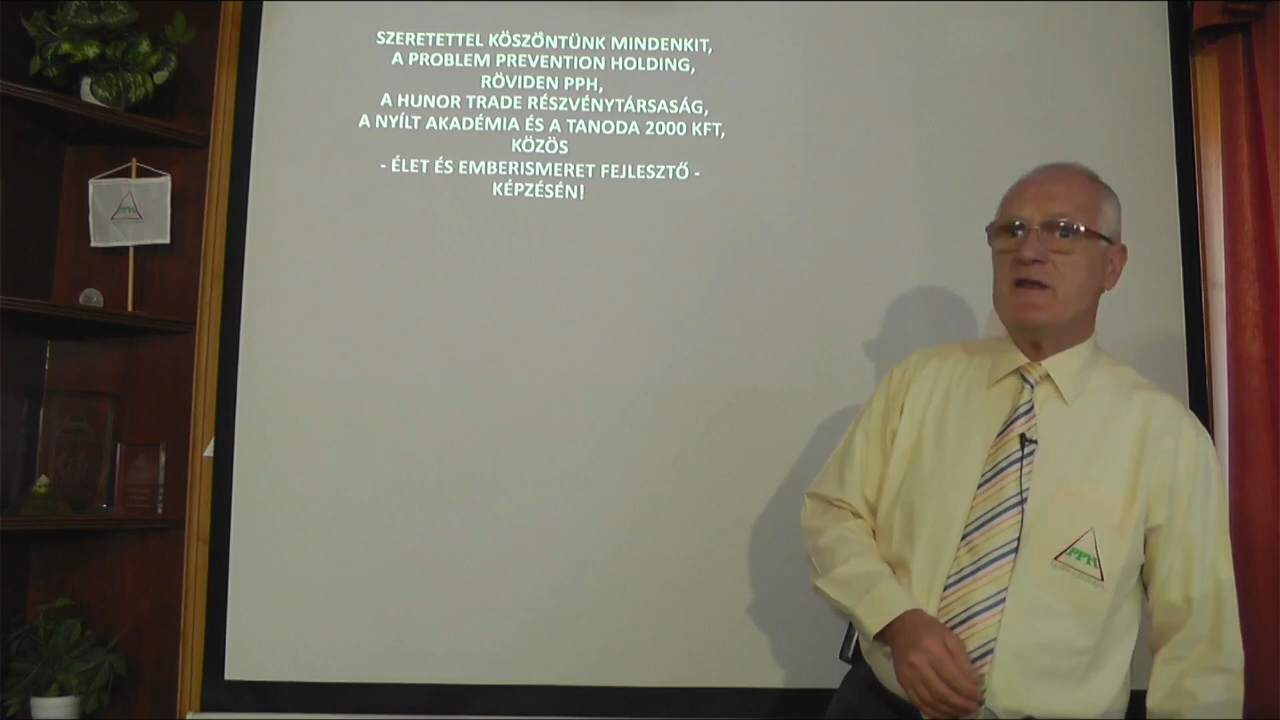 SZERETETTEL KÖSZÖNTÜNK MINDENKIT,
A PROBLEM PREVENTION HOLDING,
RÖVIDEN PPH,
A HUNOR TRADE RÉSZVÉNYTÁRSASÁG,
A NYÍLT AKADÉMIA ÉS A TANODA 2000 KFT,
KÖZÖS
- ÉLET ÉS EMBERISMERET FEJLESZTŐ -
KÉPZÉSÉN!
PPH
PPH